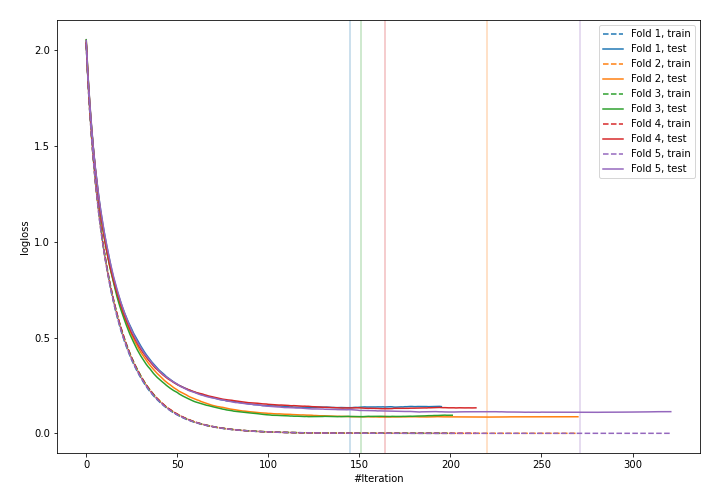 2.0
1.5
1.0
0.5
0.0
logloss
0
50
100
150
200
250
300
#Iteration
Fold 1, train
Fold 1, test
Fold 2, train
Fold 2, test
Fold 3, train
Fold 3, test
Fold 4, train
Fold 4, test
Fold 5, train
Fold 5, test